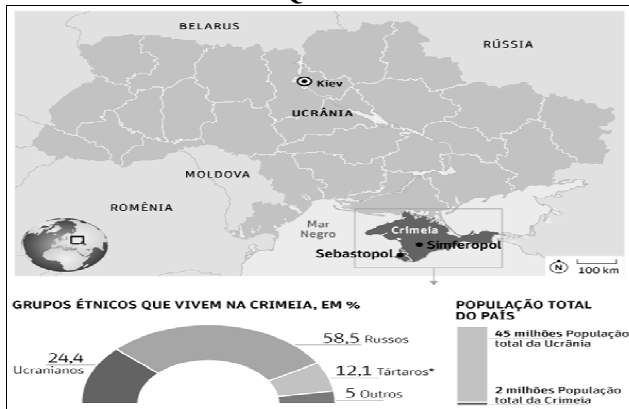 BELARUS
RÚSSIA
Kiev
UCRÂNIA
MOLDOVA
ROMÊNIA
Mar
Negro
Crimeia
Simferopol
Sebastopol
N
100 km
GRUPOS ÉTNICOS QUE VIVEM NA CRIMEIA, EM %
58,5 Russos
24,4
Ucranianos
12,1 Tártaros*
5 Outros
POPULAÇÃO TOTAL
DO PAÍS
45 milhões População
total da Ucrânia
2 milhões População
total da Crimeia